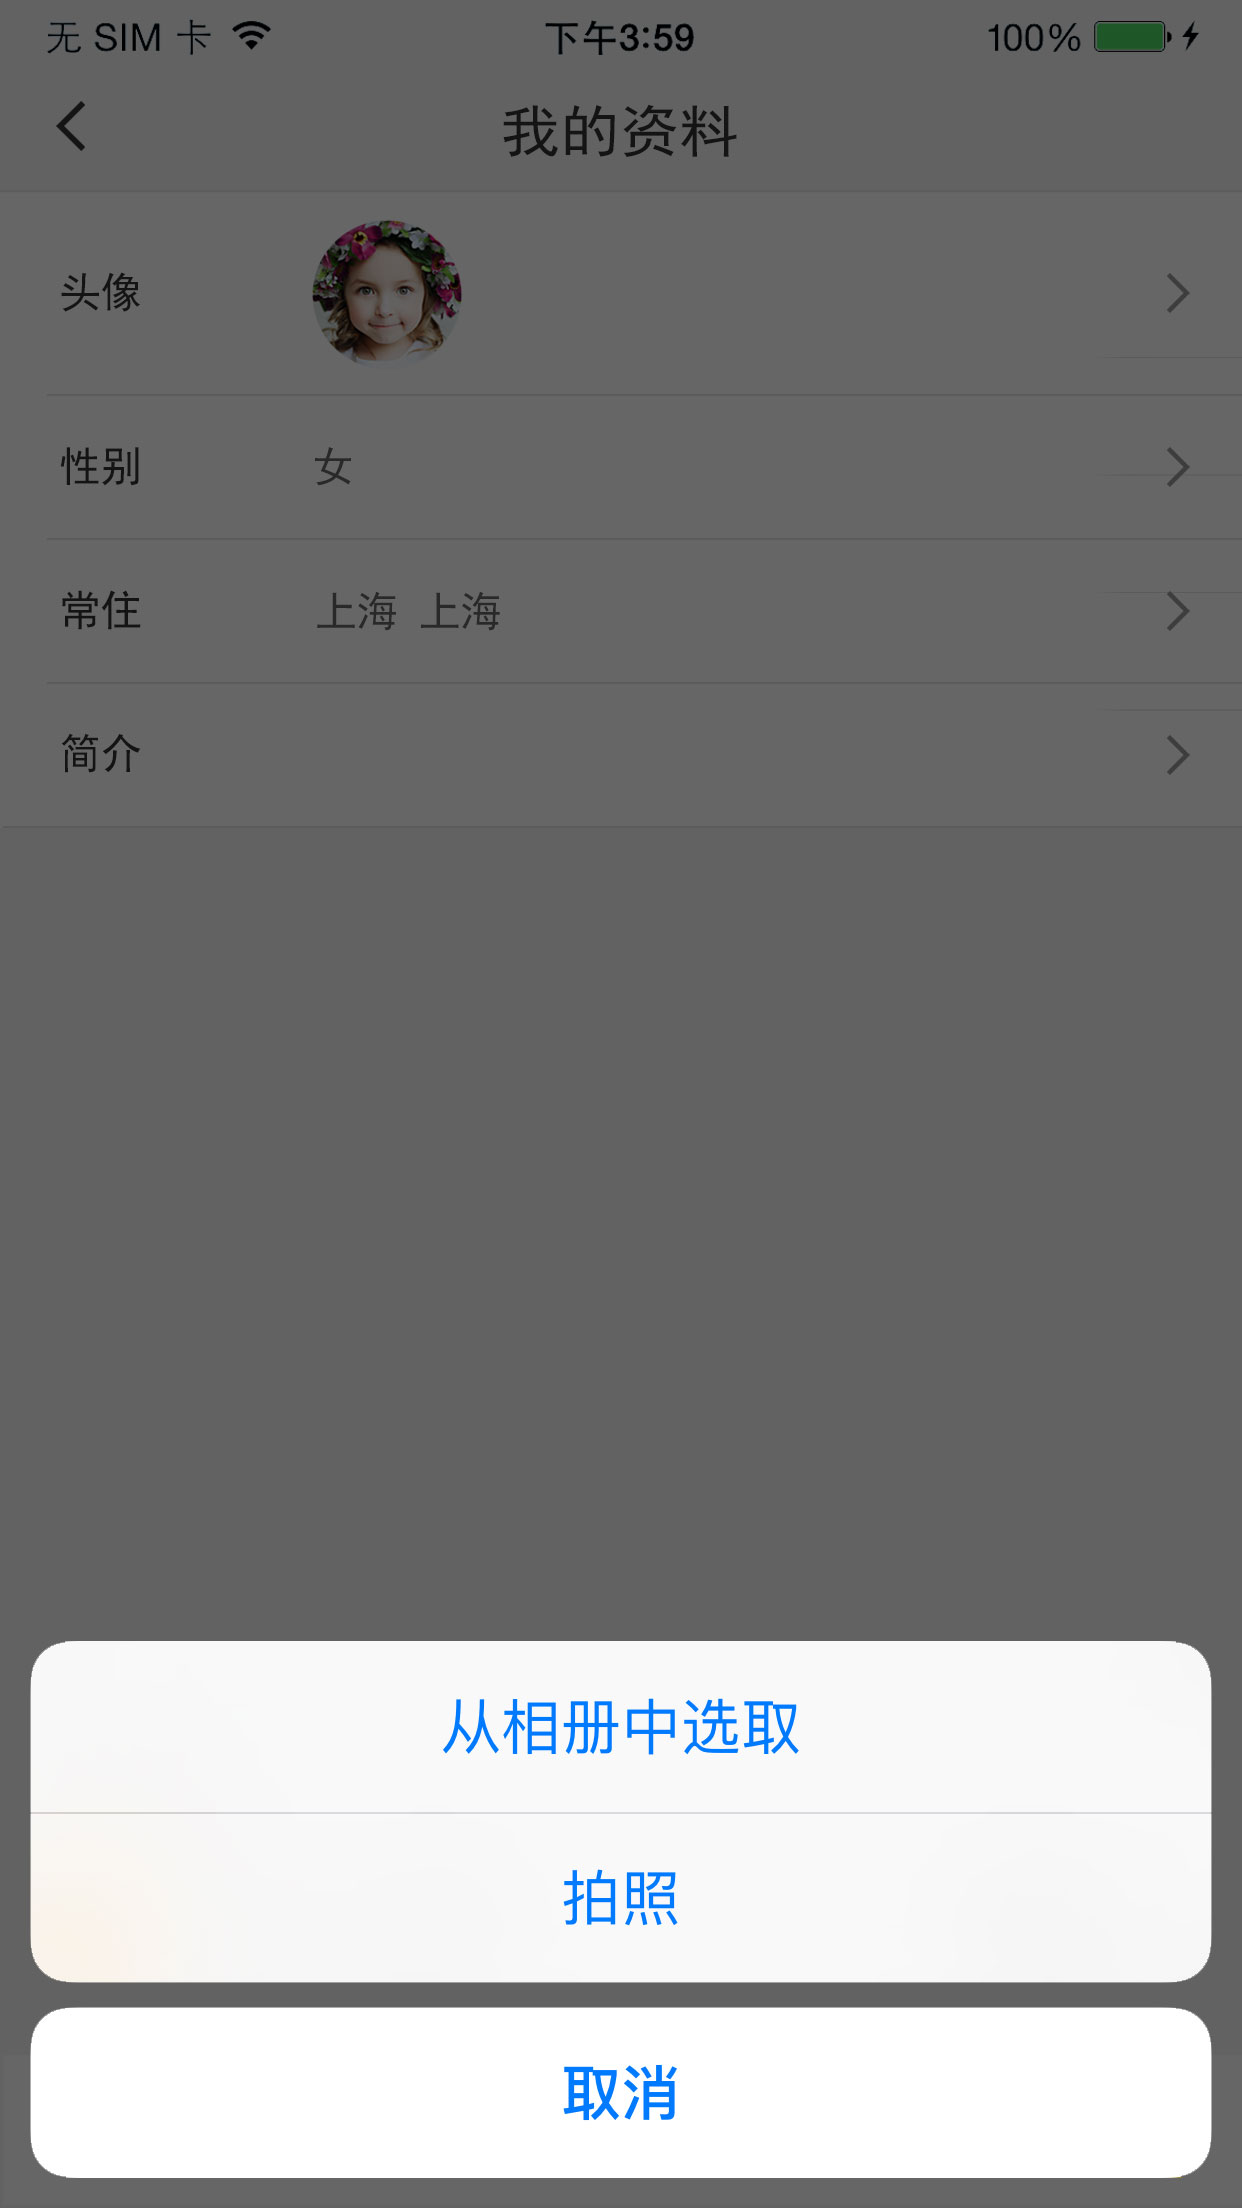 无 SIM 卡 下午3:59 100%
我的资料
头像
性别 女
常住 上海 上海
简介
从相册中选取
拍照
取消